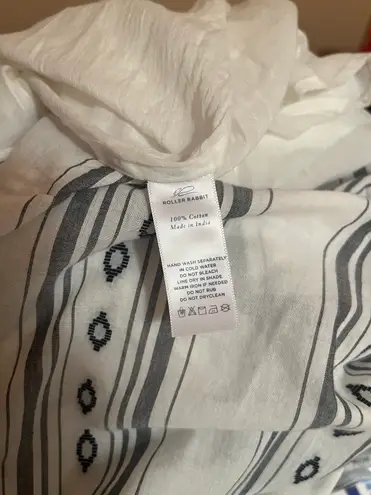 ROLLER RABBIT
100% Cotton
Made in India
HAND WASH SEPARATELY
IN COLD WATER
DO NOT BLEACH
LINE DRY IN SHADE
WARM IRON IF NEEDED
DO NOT RUB
DO NOT DRYCLEAN